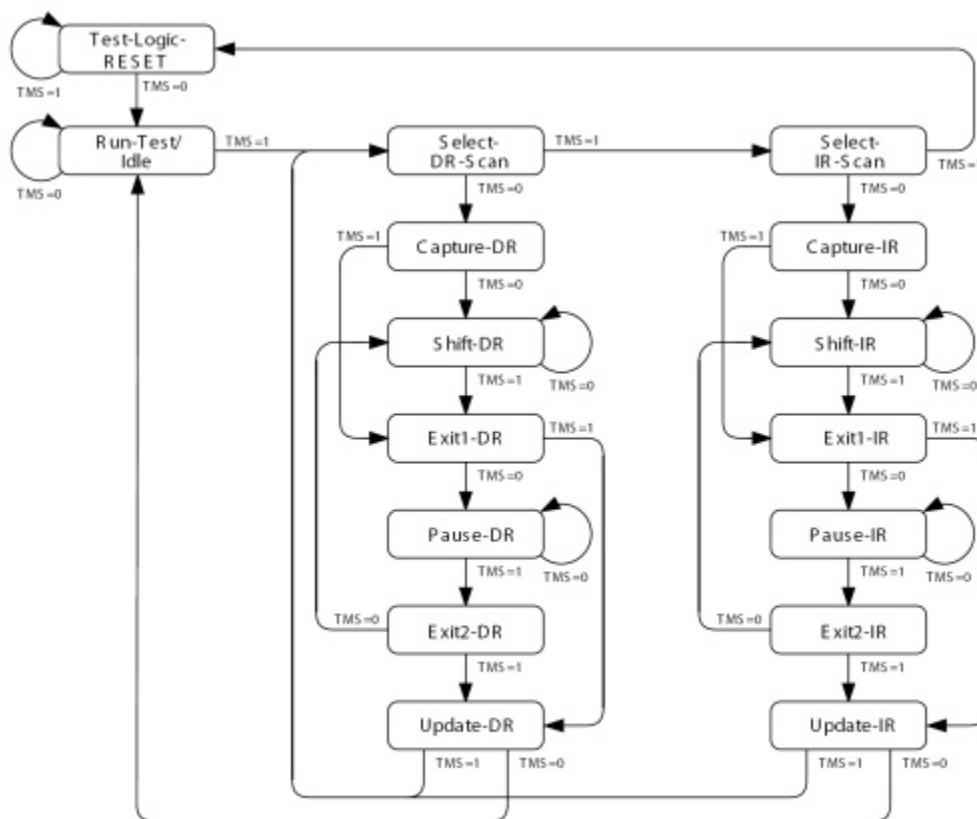 Test-Logic-
RESET
TMS=1
TMS=0
Run-Test/
Idle
TMS=1
TMS=0
Select-
DR-Scan
TMS=1
TMS=0
Select-
IR-Scan
TMS=
TMS=0
TMS=1
Capture-DR
TMS=0
TMS=1
Capture-IR
TMS=0
Shift-DR
TMS=1
TMS=0
Shift-IR
TMS=1
TMS=0
Exit1-DR
TMS=1
TMS=0
Exit1-IR
TMS=1
TMS=0
Pause-DR
TMS=1
TMS=0
Pause-IR
TMS=1
TMS=0
TMS=0
Exit2-DR
TMS=1
TMS=0
Exit2-IR
TMS=1
Update-DR
TMS=1
TMS=0
Update-IR
TMS=1
TMS=0